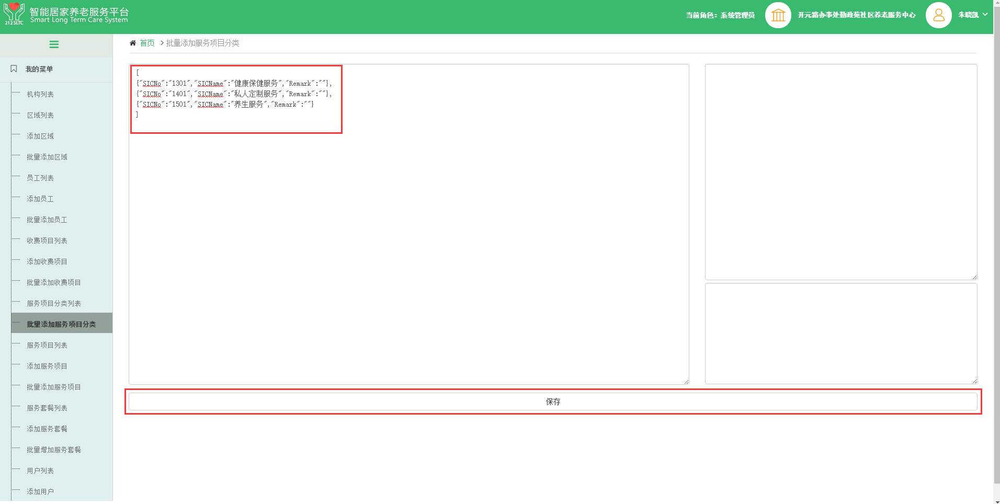 智能居家养老服务平台
Smart Long Term Care System
212SLTC
当前角色：系统管理员
开元路办事处勤政苑社区养老服务中心
朱晓凯
首页
批量添加服务项目分类
我的菜单
机构列表
区域列表
添加区域
批量添加区域
员工列表
添加员工
批量添加员工
收费项目列表
添加收费项目
批量添加收费项目
服务项目分类列表
批量添加服务项目分类
服务项目列表
添加服务项目
批量添加服务项目
服务套餐列表
添加服务套餐
批量增加服务套餐
用户列表
添加用户
[
{"SICNo":"1301","SICName":"健康保健服务","Remark":""},
{"SICNo":"1401","SICName":"私人定制服务","Remark":""},
{"SICNo":"1501","SICName":"养生服务","Remark":""}
]
保存